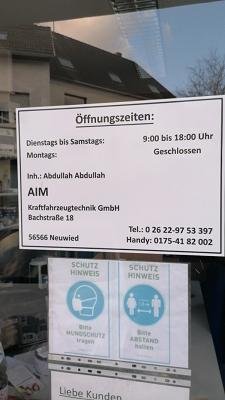 Öffnungszeiten:
Dienstags bis Samstags: 9:00 bis 18:00 Uhr
Montags: Geschlossen
Inh.: Abdullah Abdullah
AIM
Kraftfahrzeugtechnik GmbH
Bachstraße 18
Tel.: 0 26 22-97 53 397
56566 Neuwied Handy: 0175-41 82 002
SCHUTZ
HINWEIS
Bitte
MUNDSCHUTZ
tragen
SCHUTZ
HINWEIS
Bitte
ABSTAND
halten
Liebe Kunden